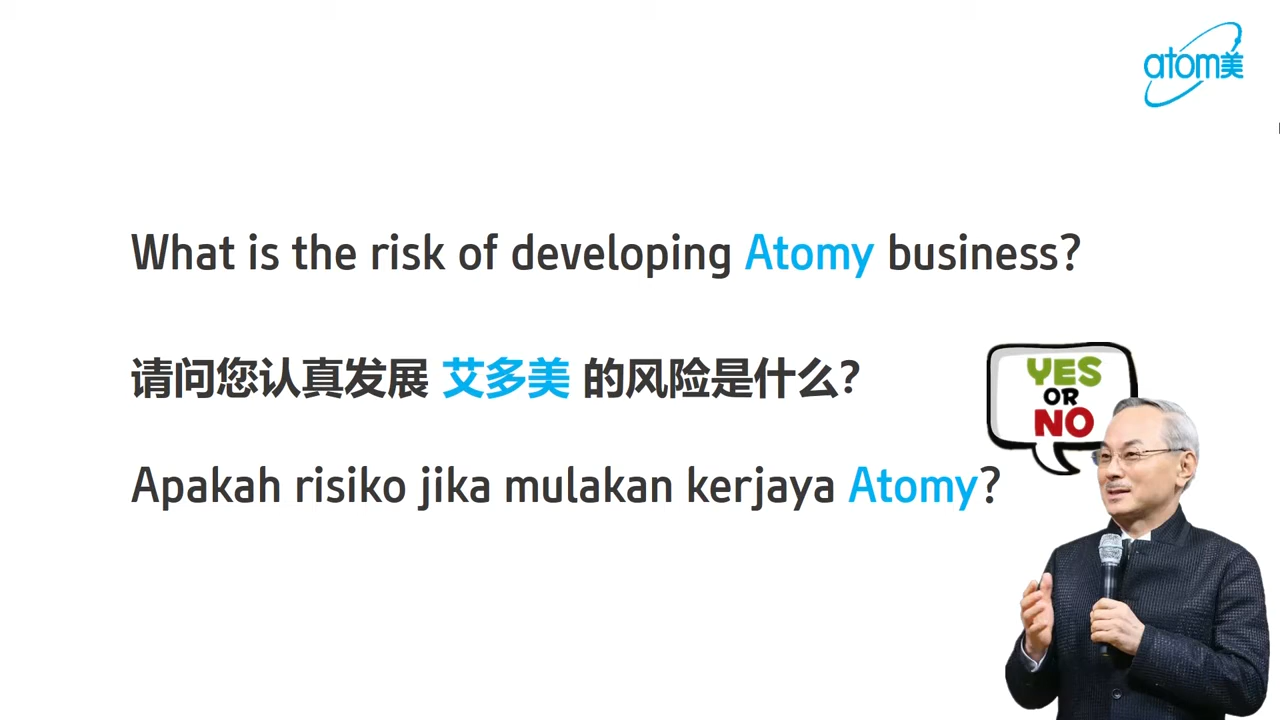 atom美
What is the risk of developing Atomy business?
请问您认真发展 艾多美 的风险是什么?
YES
OR
NO
Apakah risiko jika mulakan kerjaya Atomy?